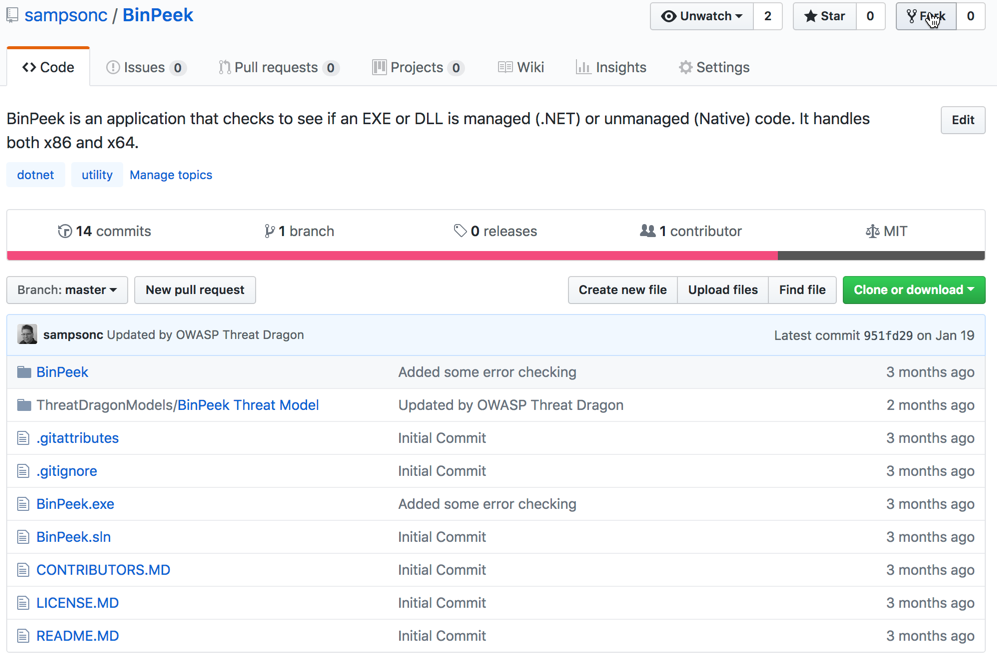 sampsonc / BinPeek
Unwatch 2 Star 0 Fork 0
Code Issues 0 Pull requests 0 Projects 0 Wiki Insights Settings
BinPeek is an application that checks to see if an EXE or DLL is managed (.NET) or unmanaged (Native) code. It handles
both x86 and x64.
Edit
dotnet utility Manage topics
14 commits 1 branch 0 releases 1 contributor MIT
Branch: master New pull request Create new file Upload files Find file Clone or download
sampsonc Updated by OWASP Threat Dragon Latest commit 951fd29 on Jan 19
BinPeek Added some error checking 3 months ago
ThreatDragonModels/BinPeek Threat Model Updated by OWASP Threat Dragon 2 months ago
.gitattributes Initial Commit 3 months ago
.gitignore Initial Commit 3 months ago
BinPeek.exe Added some error checking 3 months ago
BinPeek.sln Initial Commit 3 months ago
CONTRIBUTORS.MD Initial Commit 3 months ago
LICENSE.MD Initial Commit 3 months ago
README.MD Initial Commit 3 months ago